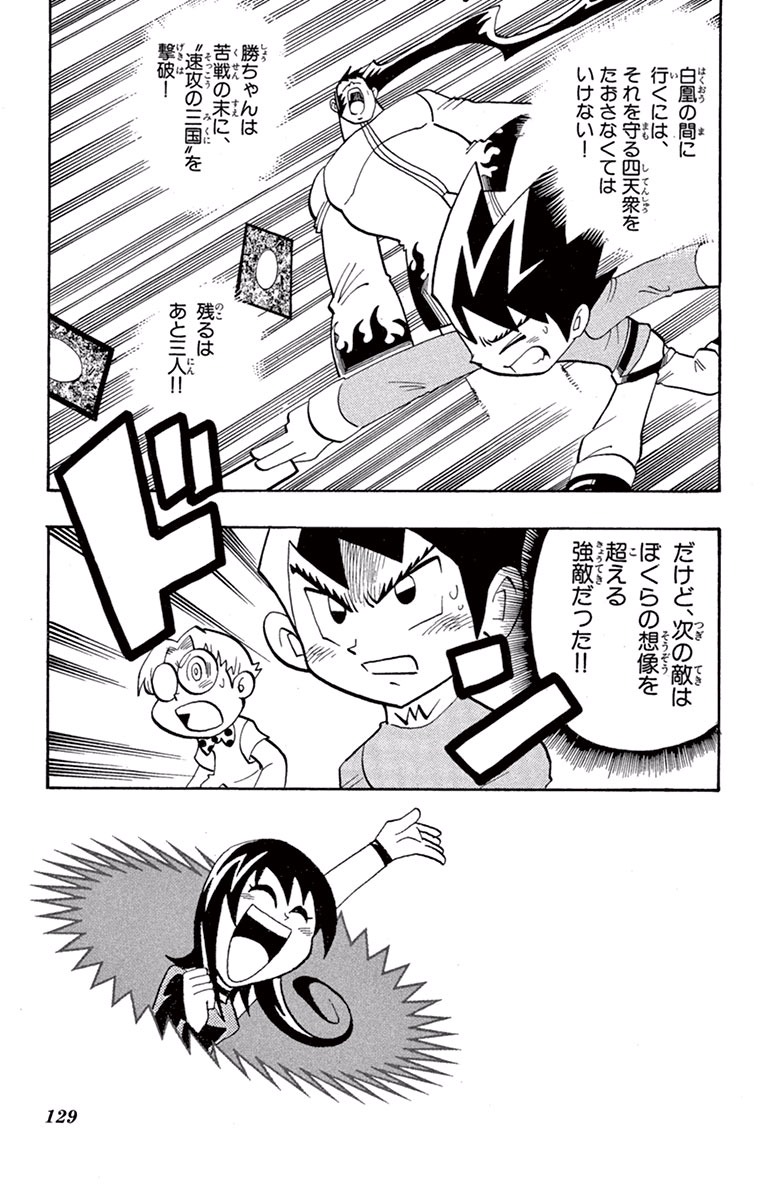 白凰の間に
行くには、
それを守る四天衆を
たおさなくては
いけない!
勝ちゃんは
苦戦の末に、
“速攻の三国”を
撃破!
残るは
あと三人!!
だけど、次の敵は
ぼくらの想像を
超える
強敵だった!!
ドン
129